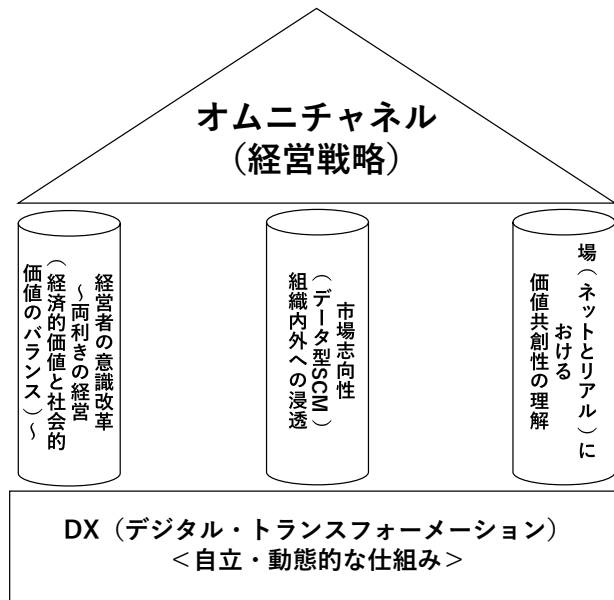 オムニチャネル
（経営戦略）
経営者の意識改革
～両利きの経営
（経済的価値と社会的
価値のバランス）～
市場志向性
（データ型SCM）
組織内外への浸透
場（ネットとリアル）に
おける
価値共創性の理解
DX（デジタル・トランスフォーメーション）
＜自立・動態的な仕組み＞